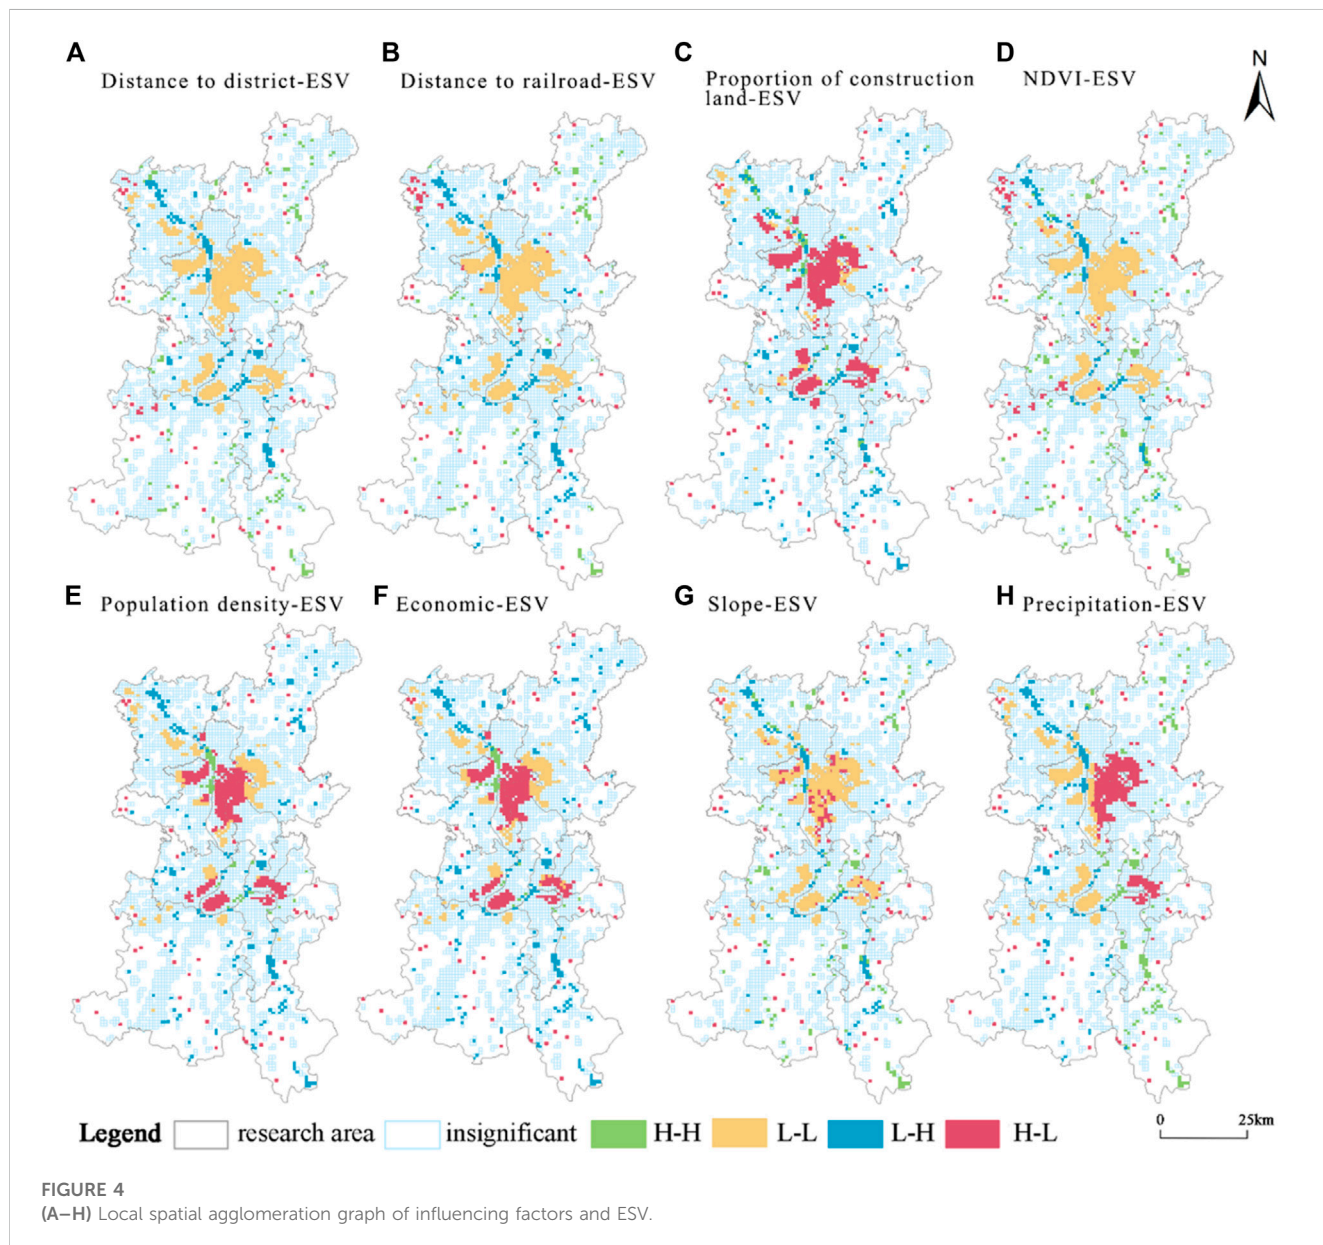 A
Distance to district-ESV
B
Distance to railroad-ESV
C
Proportion of construction
land-ESV
D
NDVI-ESV
N
E
Population density-ESV
F
Economic-ESV
G
Slope-ESV
H
Precipitation-ESV
Legend research area insignificant H-H L-L L-H H-L
0 25km
FIGURE 4
(A–H) Local spatial agglomeration graph of influencing factors and ESV.